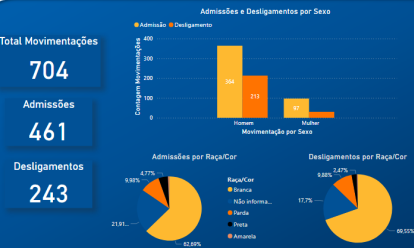 Total Movimentações
704
Admissões
461
Desligamentos
243
Admissões e Desligamentos por Sexo
Admissão Desligamento
Contagem Movimentações
400
300
200
100
0
364
213
97
Homem Mulher
Movimentação por Sexo
Admissões por Raça/Cor
4,77%
9,98%
21,91...
62,69%
Raça/Cor
Branca
Não informa...
Parda
Preta
Amarela
Desligamentos por Raça/Cor
2,47%
9,88%
17,7%
69,55%